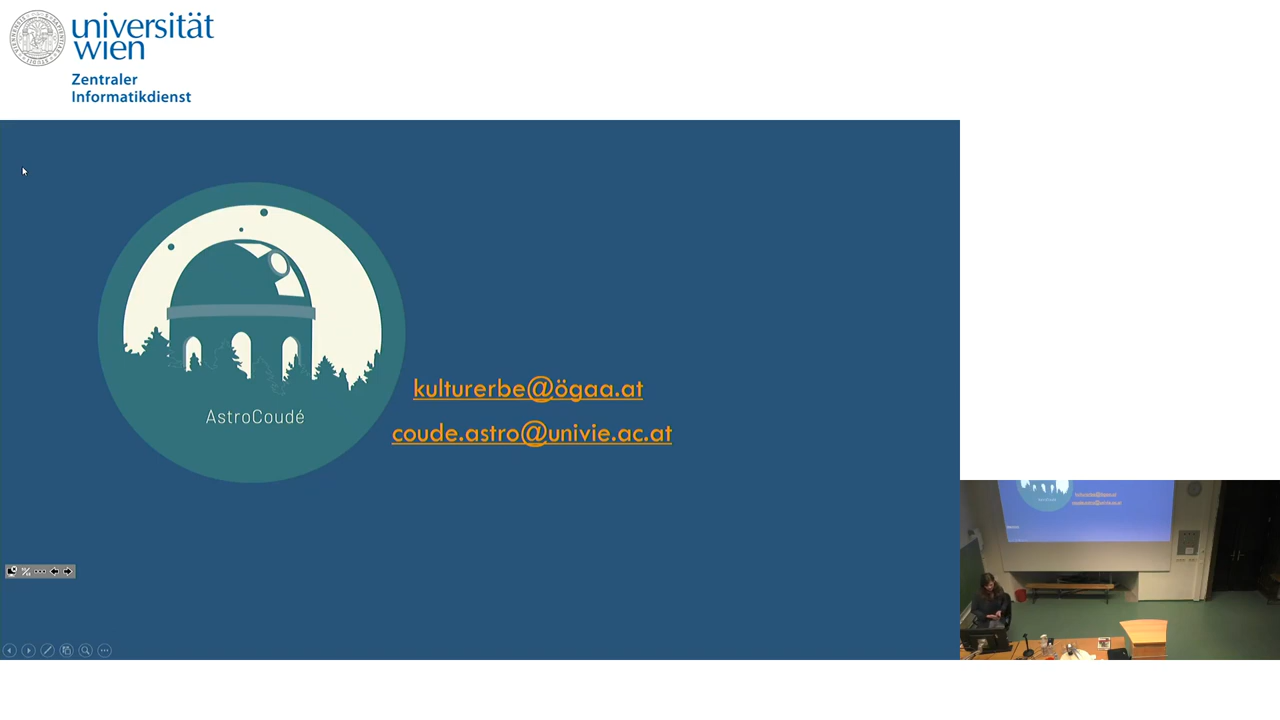 universität
wien
Zentraler
Informatikdienst
AstroCoudé
kulturerbe@ögaa.at
coude.astro@univie.ac.at